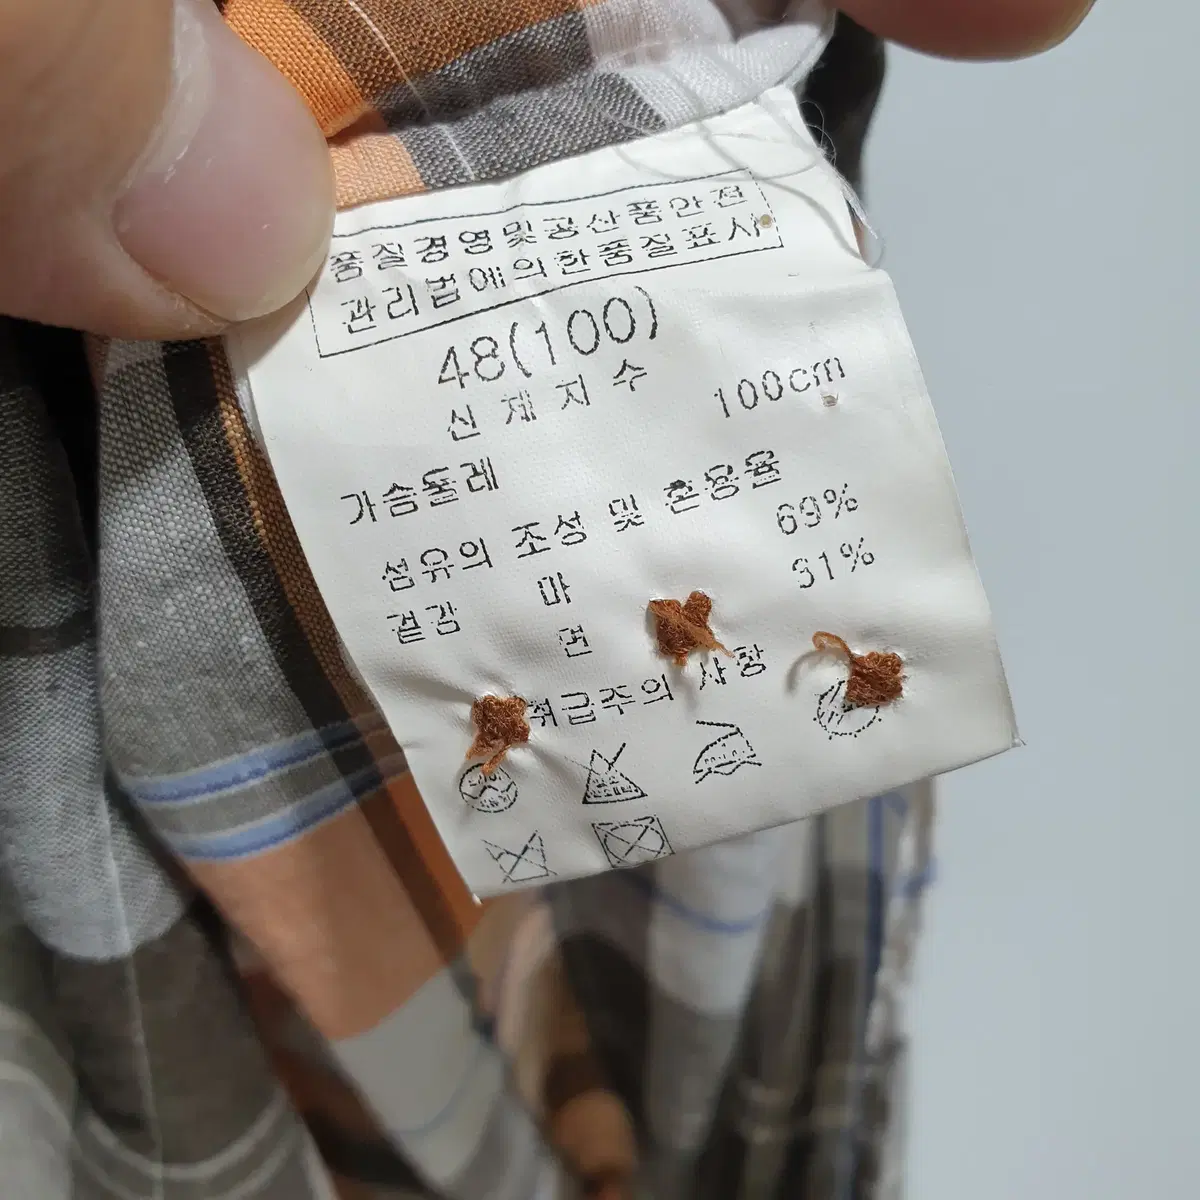 품질경영및공산품안전
관리법에의한품질표시
48(100)
신체치수
가슴둘레 100cm
섬유의 조성 및 혼용율
겉감 마 69%
면 31%
취급주의 사항